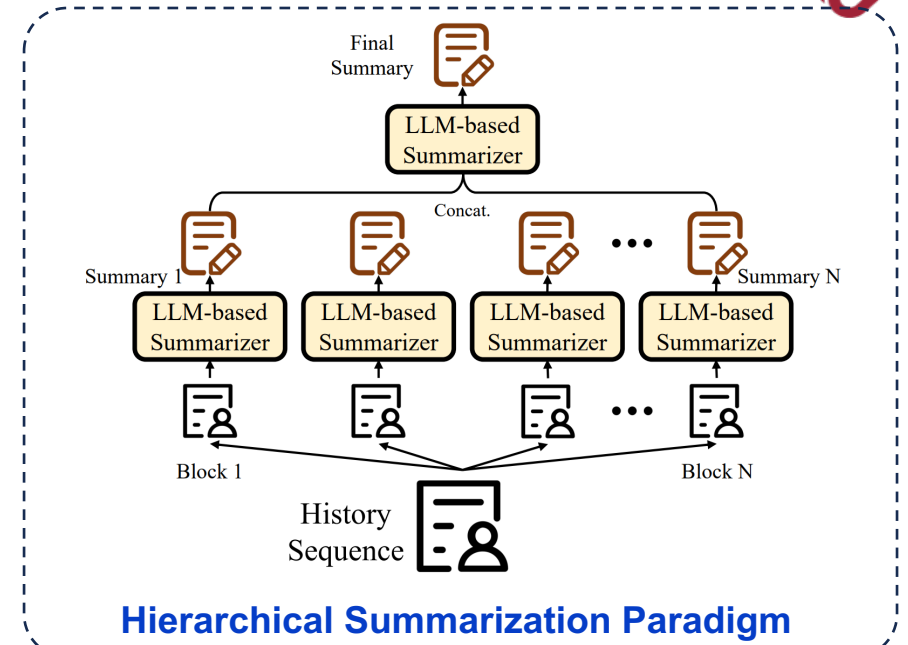 Final
Summary
LLM-based
Summarizer
Concat.
Summary 1
Summary N
LLM-based
Summarizer
LLM-based
Summarizer
LLM-based
Summarizer
LLM-based
Summarizer
Block 1
Block N
History
Sequence
Hierarchical Summarization Paradigm